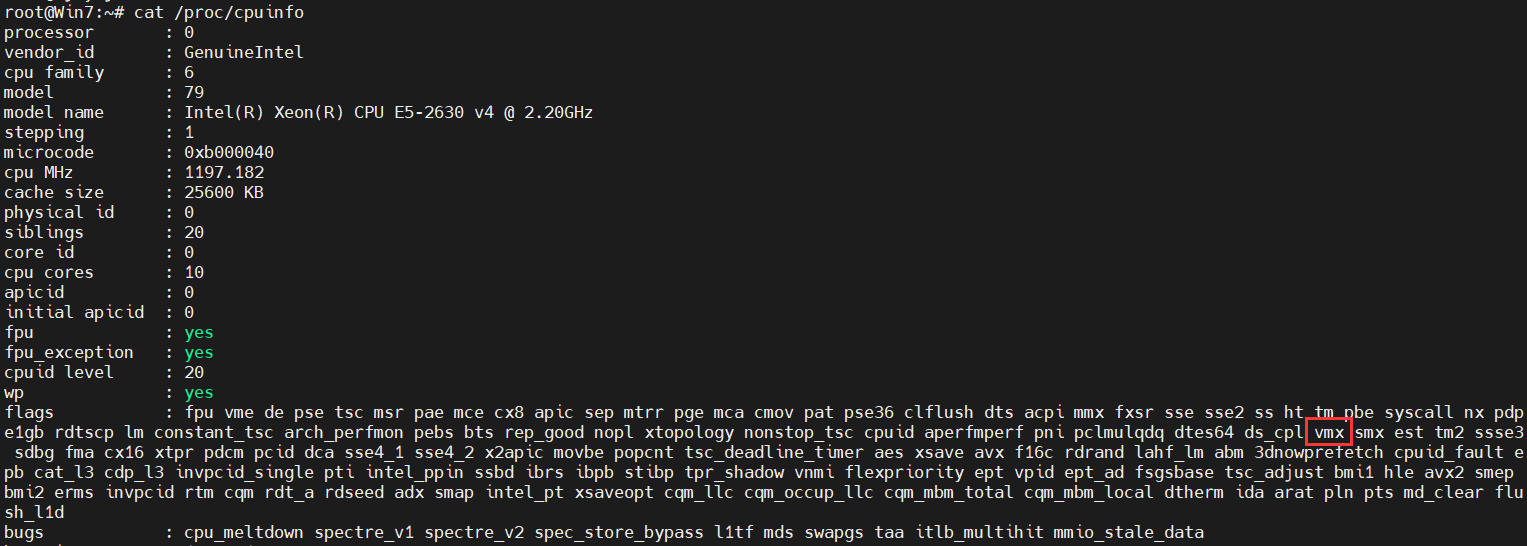 root@Win7:~# cat /proc/cpuinfo
processor : 0
vendor_id : GenuineIntel
cpu family : 6
model : 79
model name : Intel(R) Xeon(R) CPU E5-2630 v4 @ 2.20GHz
stepping : 1
microcode : 0xb000040
cpu MHz : 1197.182
cache size : 25600 KB
physical id : 0
siblings : 20
core id : 0
cpu cores : 10
apicid : 0
initial apicid : 0
fpu : yes
fpu_exception : yes
cpuid level : 20
wp : yes
flags : fpu vme de pse tsc msr pae mce cx8 apic sep mtrr pge mca cmov pat pse36 clflush dts acpi mmx fxsr sse sse2 ss ht tm pbe syscall nx pdp
e1gb rdtscp lm constant_tsc arch_perfmon pebs bts rep_good nopl xtopology nonstop_tsc cpuid aperfmperf pni pclmulqdq dtes64 ds_cpl vmx smx est tm2 ssse3
sdbg fma cx16 xtpr pdcm pcid dca sse4_1 sse4_2 x2apic movbe popcnt tsc_deadline_timer aes xsave avx f16c rdrand lahf_lm abm 3dnowprefetch cpuid_fault e
pb cat_l3 cdp_l3 invpcid_single pti intel_ppin ssbd ibrs ibpb stibp tpr_shadow vnmi flexpriority ept vpid ept_ad fsgsbase tsc_adjust bmi1 hle avx2 smep
bmi2 erms invpcid rtm cqm rdt_a rdseed adx smap intel_pt xsaveopt cqm_llc cqm_occup_llc cqm_mbm_total cqm_mbm_local dtherm ida arat pln pts md_clear flu
sh_l1d
bugs : cpu_meltdown spectre_v1 spectre_v2 spec_store_bypass l1tf mds swapgs taa itlb_multihit mmio_stale_data